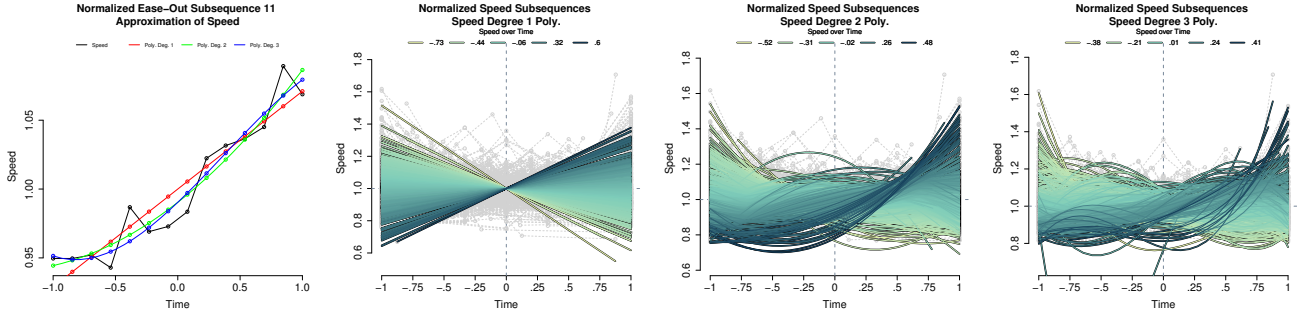 Normalized Ease−Out Subsequence 11
Approximation of Speed
Speed Poly. Deg. 1 Poly. Deg. 2 Poly. Deg. 3
Speed
0.95 1.00 1.05
−1.0 −0.5 0.0 0.5 1.0
Time
Normalized Speed Subsequences
Speed Degree 1 Poly.
Speed over Time
−.73 −.44 −.06 .32 .6
Speed
0.6 0.8 1.0 1.2 1.4 1.6 1.8
−1 −.75 −.5 −.25 0 .25 .5 .75 1
Time
Normalized Speed Subsequences
Speed Degree 2 Poly.
Speed over Time
−.52 −.31 −.02 .26 .48
Speed
0.6 0.8 1.0 1.2 1.4 1.6 1.8
−1 −.75 −.5 −.25 0 .25 .5 .75 1
Time
Normalized Speed Subsequences
Speed Degree 3 Poly.
Speed over Time
−.38 −.21 .01 .24 .41
Speed
0.8 1.0 1.2 1.4 1.6 1.8
−1 −.75 −.5 −.25 0 .25 .5 .75 1
Time